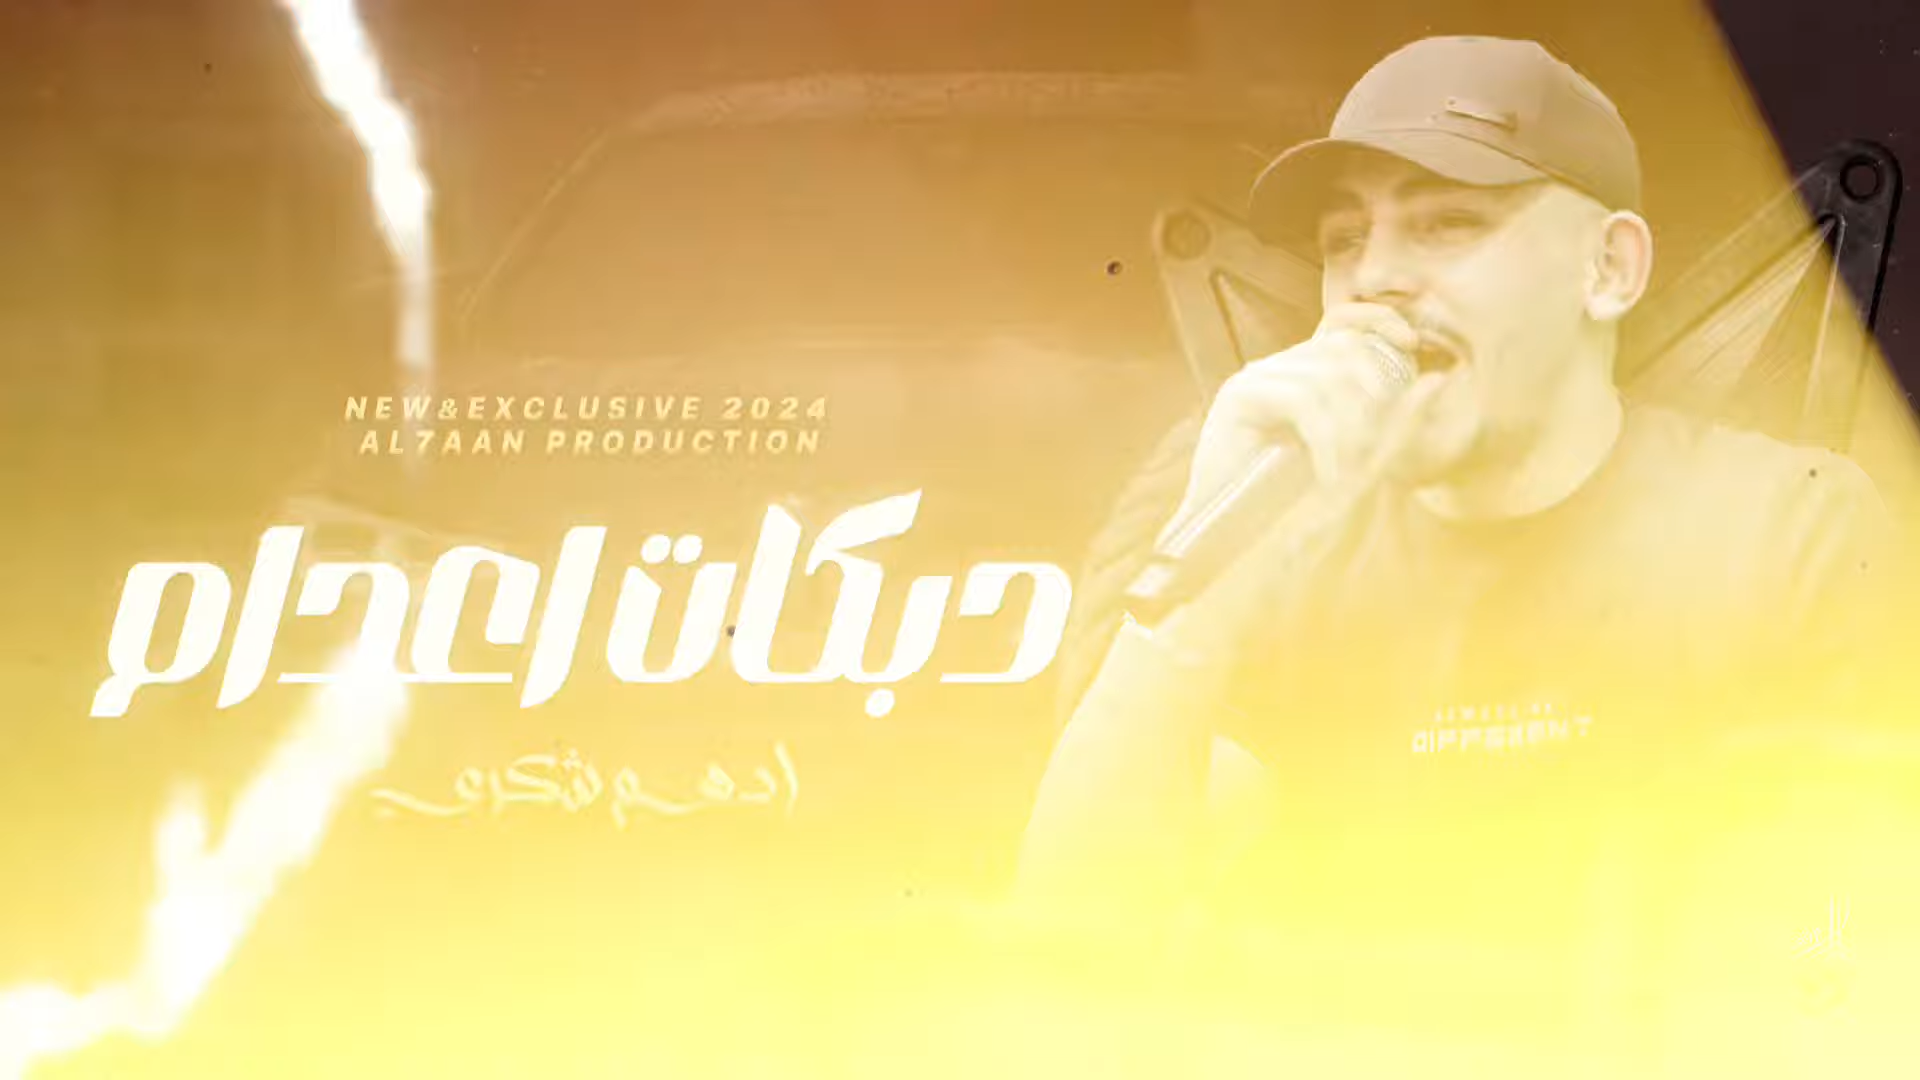 NEW&EXCLUSIVE 2024
AL7AAN PRODUCTION
دبكات اعدام
ادهم شكري
DIFFERENT